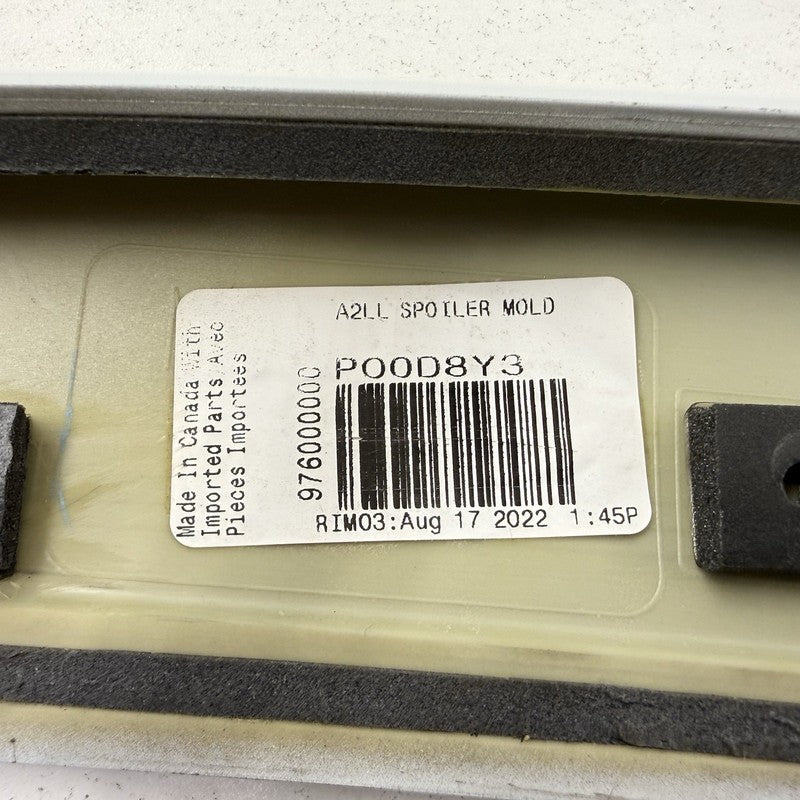 A2LL SPOILER MOLD
P00D8Y3
976000000C
RIM03:Aug 17 2022 1:45P
Made In Canada With
Imported Parts Avec
Pieces Importees